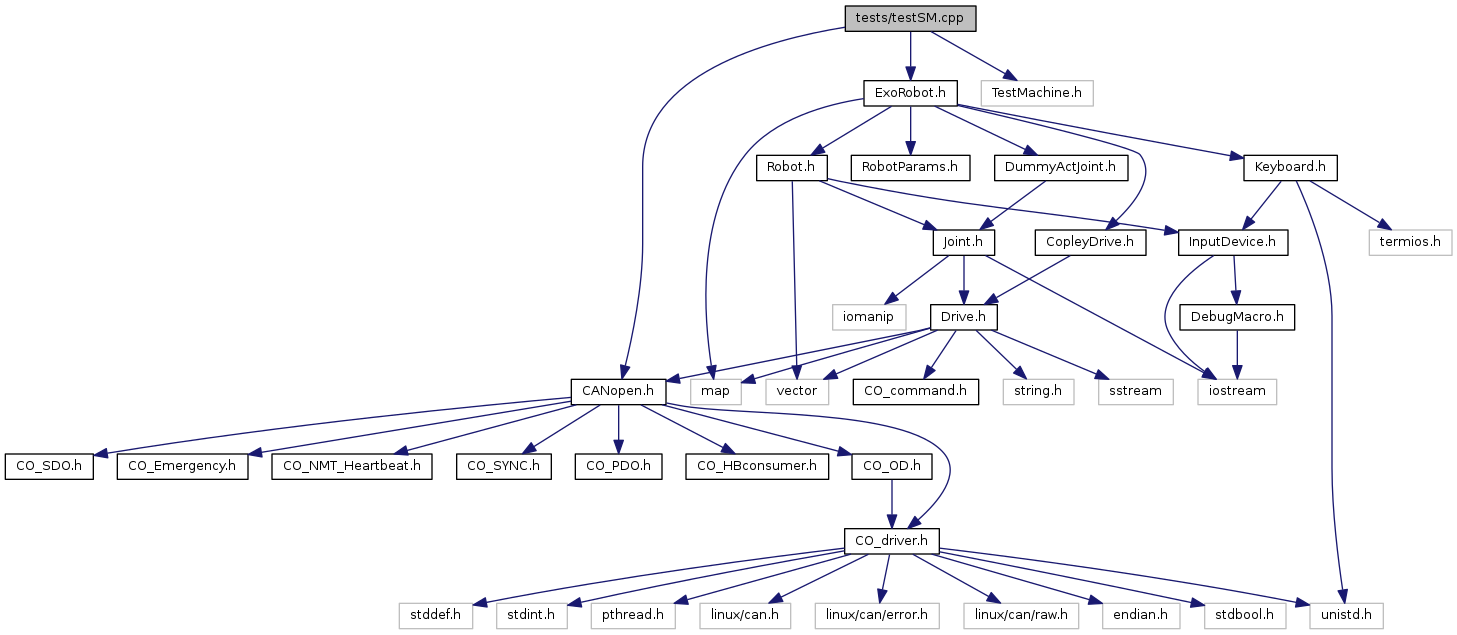 tests/testSM.cpp
ExoRobot.h
TestMachine.h
Robot.h
RobotParams.h
DummyActJoint.h
Keyboard.h
Joint.h
CopleyDrive.h
InputDevice.h
termios.h
iomanip
Drive.h
DebugMacro.h
CANopen.h
map
vector
CO_command.h
string.h
sstream
iostream
CO_SDO.h
CO_Emergency.h
CO_NMT_Heartbeat.h
CO_SYNC.h
CO_PDO.h
CO_HBconsumer.h
CO_OD.h
CO_driver.h
stddef.h
stdint.h
pthread.h
linux/can.h
linux/can/error.h
linux/can/raw.h
endian.h
stdbool.h
unistd.h